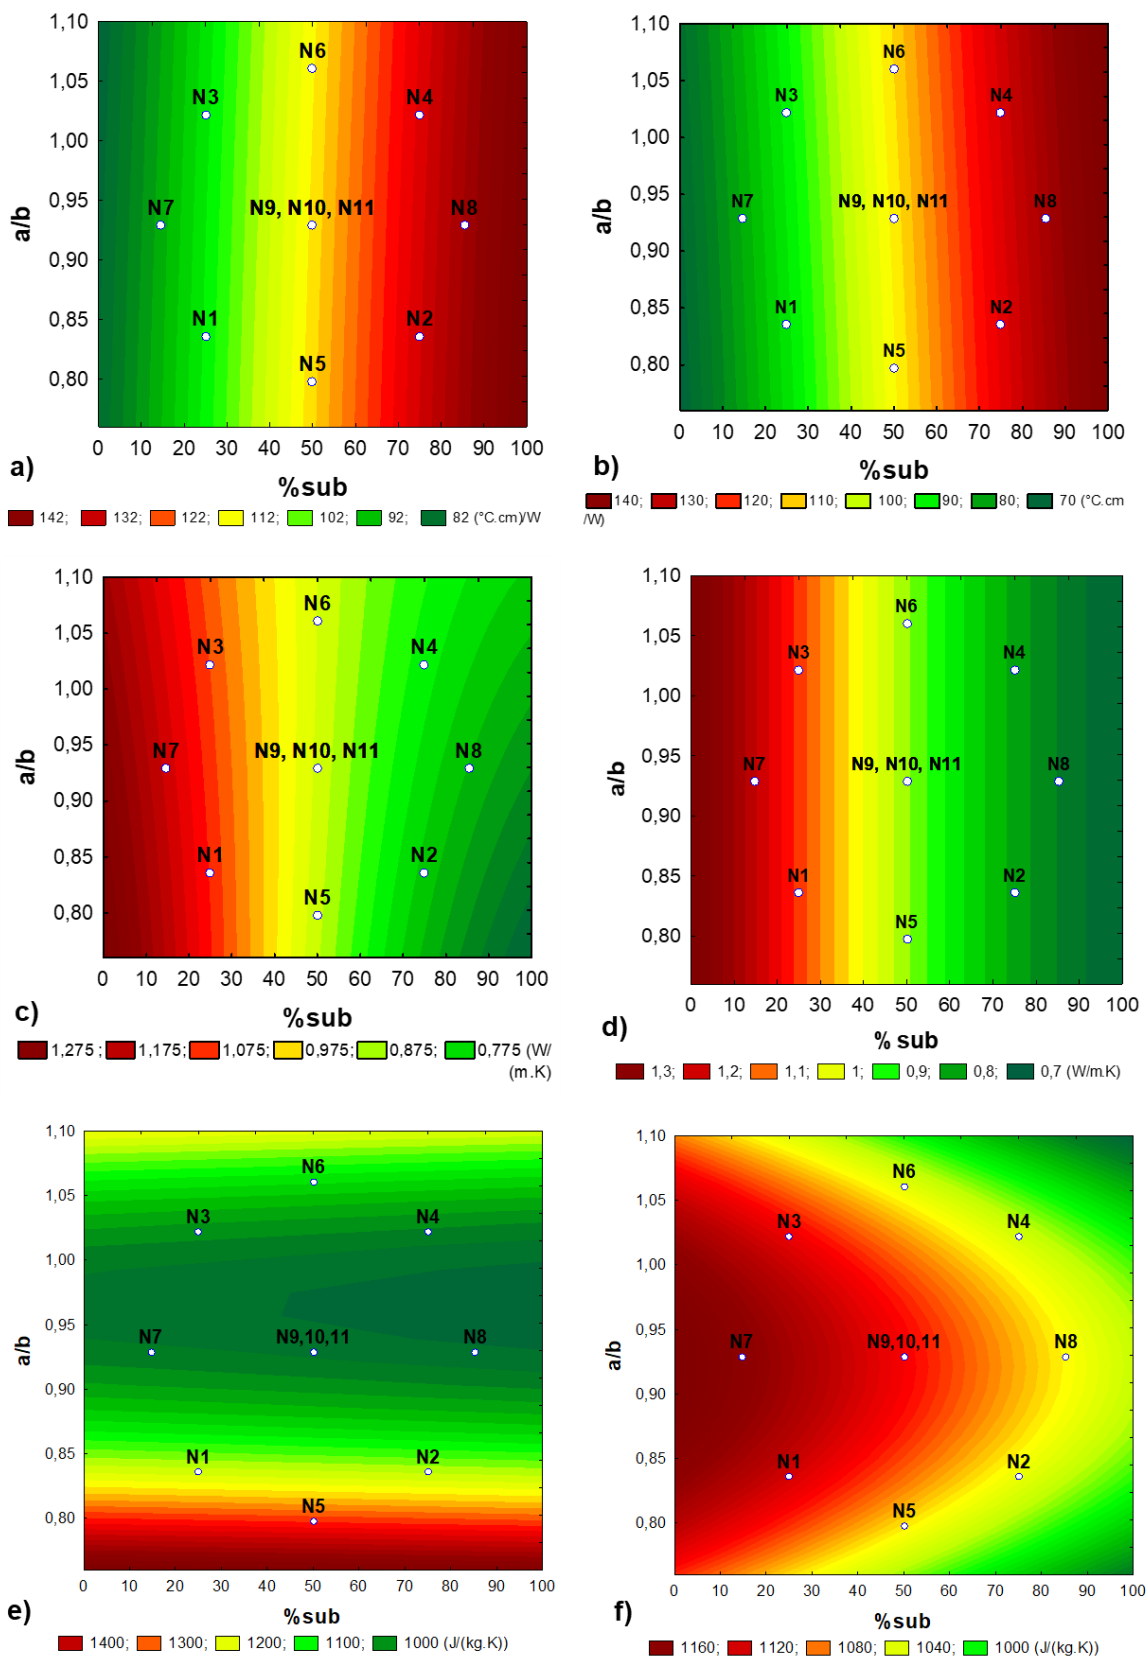 1,10
1,05
1,00
0,95
0,90
0,85
0,80
a/b
N6
N3
N4
N7
N9, N10, N11
N8
N1
N2
N5
0 10 20 30 40 50 60 70 80 90 100
a)
%sub
142; 132; 122; 112; 102; 92; 82 (°C.cm)/W
1,10
1,05
1,00
0,95
0,90
0,85
0,80
a/b
N6
N3
N4
N7
N9, N10, N11
N8
N1
N2
N5
0 10 20 30 40 50 60 70 80 90 100
b)
%sub
140; 130; 120; 110; 100; 90; 80; 70 (°C.cm
/W)
1,10
1,05
1,00
0,95
0,90
0,85
0,80
a/b
N6
N3
N4
N7
N9, N10, N11
N8
N1
N2
N5
0 10 20 30 40 50 60 70 80 90 100
c)
%sub
1,275 ; 1,175; 1,075; 0,975; 0,875; 0,775 (W/
(m.K)
1,10
1,05
1,00
0,95
0,90
0,85
0,80
a/b
N6
N3
N4
N7
N9, N10, N11
N8
N1
N2
N5
0 10 20 30 40 50 60 70 80 90 100
d)
% sub
1,3; 1,2; 1,1; 1; 0,9; 0,8; 0,7 (W/m.K)
1,10
1,05
1,00
0,95
0,90
0,85
0,80
a/b
N6
N3
N4
N7
N9,10,11
N8
N1
N2
N5
0 10 20 30 40 50 60 70 80 90 100
e)
%sub
1400; 1300; 1200; 1100; 1000 (J/(kg.K))
1,10
1,05
1,00
0,95
0,90
0,85
0,80
a/b
N6
N3
N4
N7
N9,10,11
N8
N1
N2
N5
0 10 20 30 40 50 60 70 80 90 100
f)
%sub
1160; 1120; 1080; 1040; 1000 (J/(kg.K))